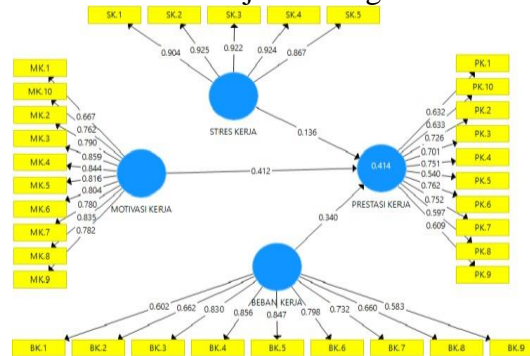 SK.1 SK.2 SK.3 SK.4 SK.5
0.904 0.925 0.922 0.924 0.867
STRES KERJA
0.136
MK.1
MK.10
MK.2
MK.3
MK.4
MK.5
MK.6
MK.7
MK.8
MK.9
0.667
0.762
0.790
0.859
0.844
0.816
0.804
0.780
0.835
0.782
MOTIVASI KERJA
0.412
0.414
PRESTASI KERJA
PK.1
PK.10
PK.2
PK.3
PK.4
PK.5
PK.6
PK.7
PK.8
PK.9
0.632
0.633
0.726
0.701
0.751
0.540
0.762
0.752
0.597
0.609
0.340
BEBAN KERJA
0.602 0.662 0.830 0.856 0.847 0.798 0.732 0.660 0.583
BK.1 BK.2 BK.3 BK.4 BK.5 BK.6 BK.7 BK.8 BK.9